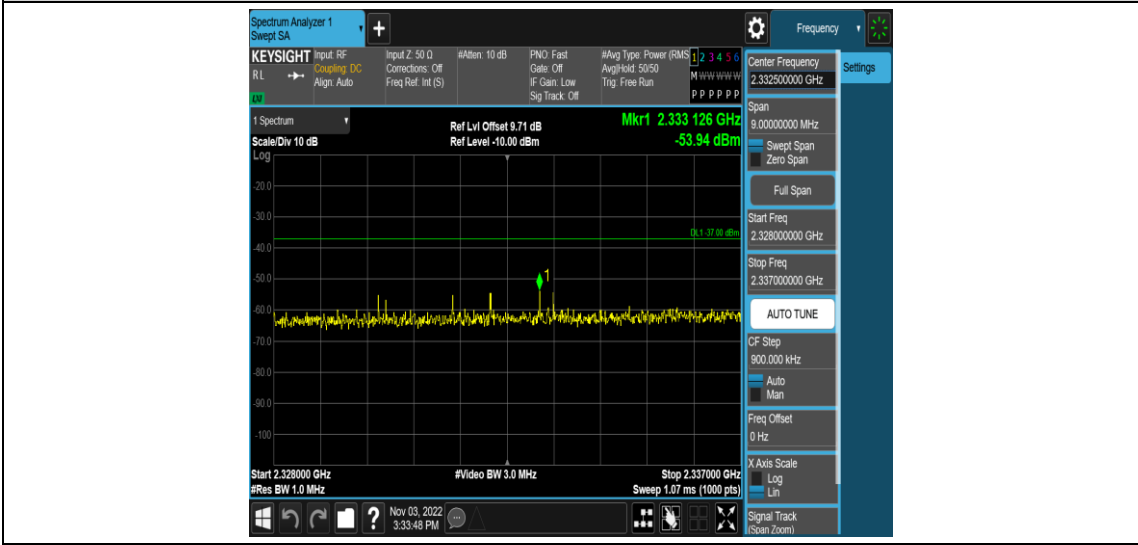 Spectrum Analyzer 1
Swept SA
+
Frequency
KEYSIGHT
RL
LXI
Input: RF
Coupling: DC
Align: Auto
Input Z: 50 Ω
Corrections: Off
Freq Ref: Int (S)
#Atten: 10 dB
PNO: Fast
Gate: Off
IF Gain: Low
Sig Track: Off
#Avg Type: Power (RMS
Avg|Hold: 50/50
Trig: Free Run
1 2 3 4 5 6
M W W W W W
P P P P P P
1 Spectrum
Scale/Div 10 dB
Log
Ref Lvl Offset 9.71 dB
Ref Level -10.00 dBm
Mkr1 2.333 126 GHz
-53.94 dBm
-20.0
-30.0
DL1 -37.00 dBm
-40.0
-50.0
1
-60.0
-70.0
-80.0
-90.0
-100
Start 2.328000 GHz
#Res BW 1.0 MHz
#Video BW 3.0 MHz
Stop 2.337000 GHz
Sweep 1.07 ms (1000 pts)
?
Nov 03, 2022
3:33:48 PM
Center Frequency
2.332500000 GHz
Settings
Span
9.00000000 MHz
Swept Span
Zero Span
Full Span
Start Freq
2.328000000 GHz
Stop Freq
2.337000000 GHz
AUTO TUNE
CF Step
900.000 kHz
Auto
Man
Freq Offset
0 Hz
X Axis Scale
Log
Lin
Signal Track
(Span Zoom)